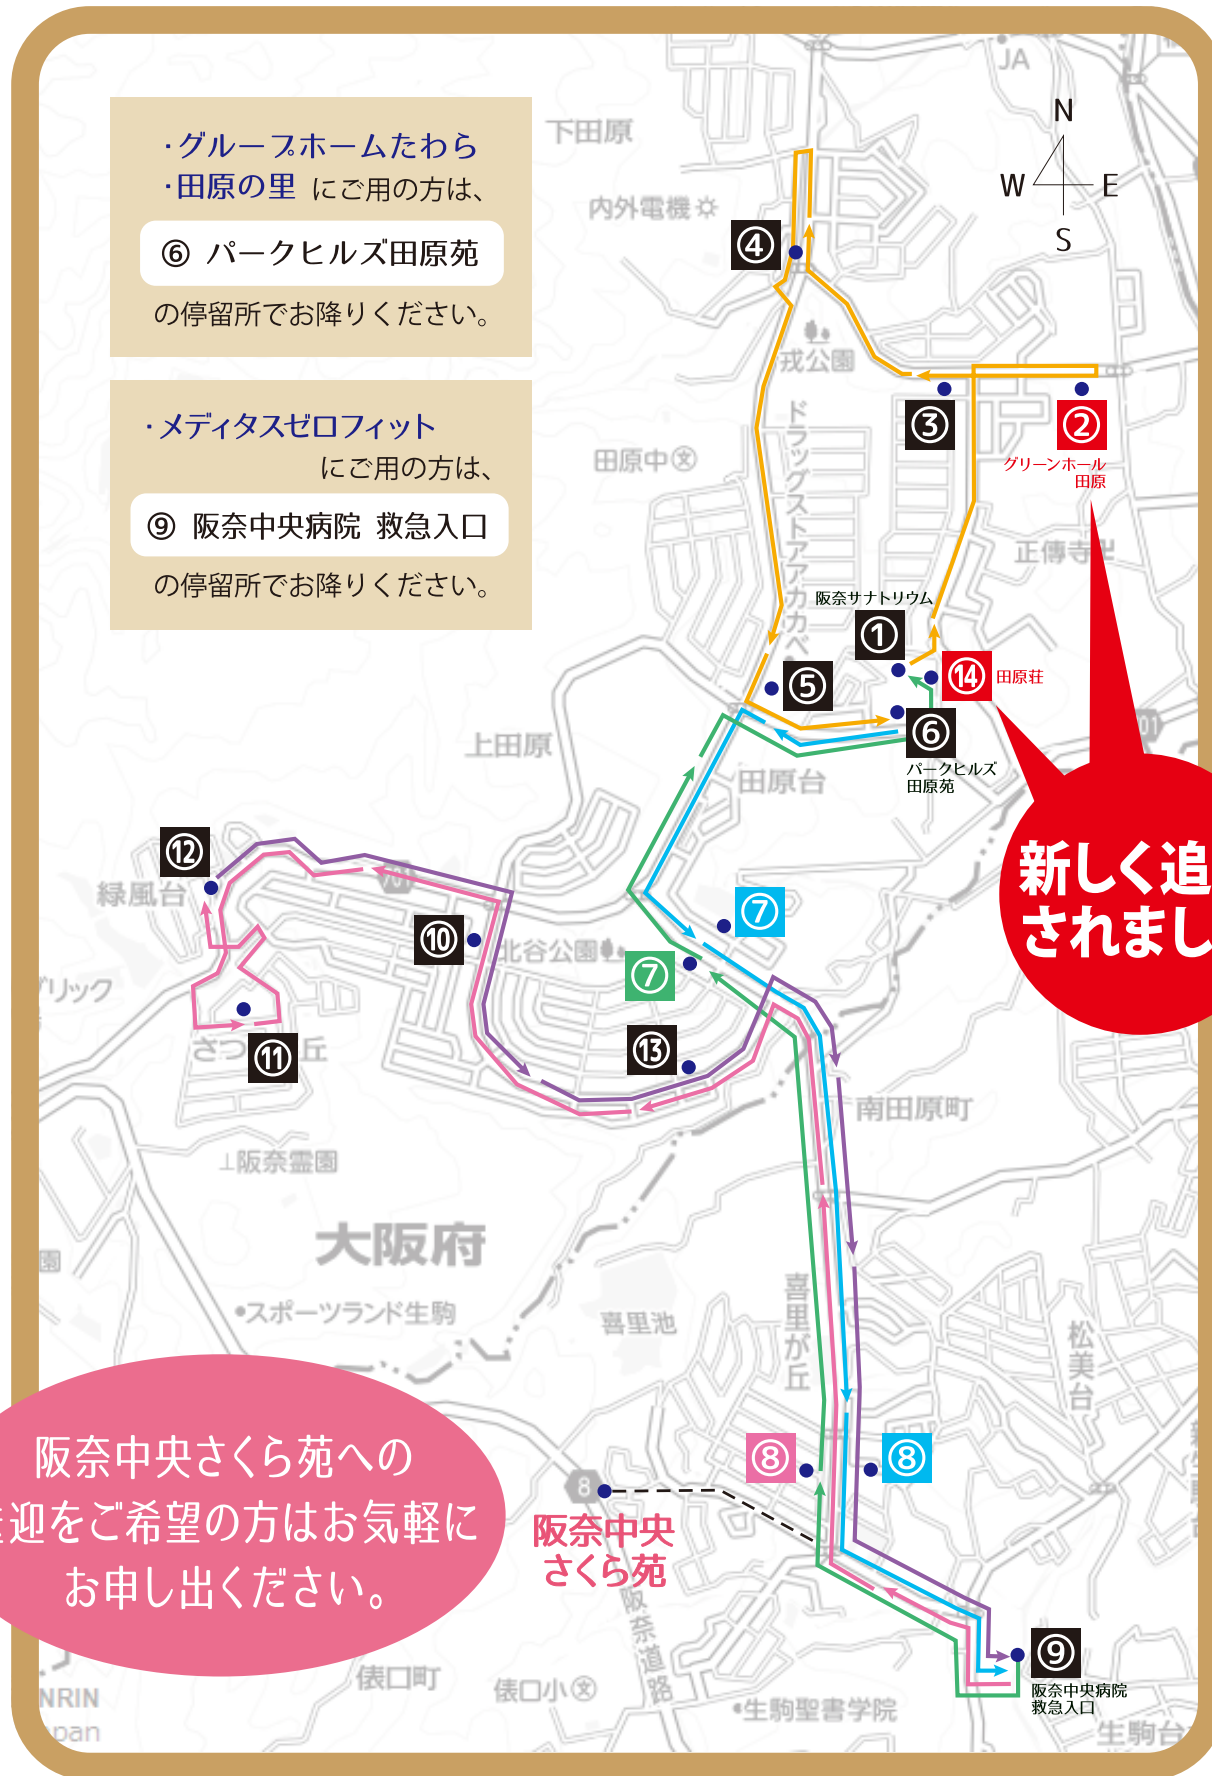 ・グループホームたわら
・田原の里 にご用の方は、
⑥ パークヒルズ田原苑
の停留所でお降りください。
・メディタスゼロフィット
にご用の方は、
⑨ 阪奈中央病院 救急入口
の停留所でお降りください。
N
W E
S
JA
下田原
内外電機
④
戎公園
③
②
グリーンホール
田原
田原中
文
ドラッグストアアカカベ
正傳寺
阪奈サナトリウム
①
⑭
田原荘
⑤
⑥
パークヒルズ
田原苑
上田原
田原台
新しく追
されまし
⑫
緑風台
701
⑩
北谷公園
⑦
⑦
リック
⑬
さつ
丘
⑪
南田原町
⊥阪奈霊園
大阪府
園
スポーツランド生駒
喜里池
喜里が丘
松美台
阪奈中央さくら苑への
迎をご希望の方はお気軽に
お申し出ください。
⑧
⑧
8
阪奈中央
さくら苑
阪奈道路
⑨
阪奈中央病院
救急入口
俵口町
俵口小
文
生駒聖書学院
生駒台
NRIN
apan